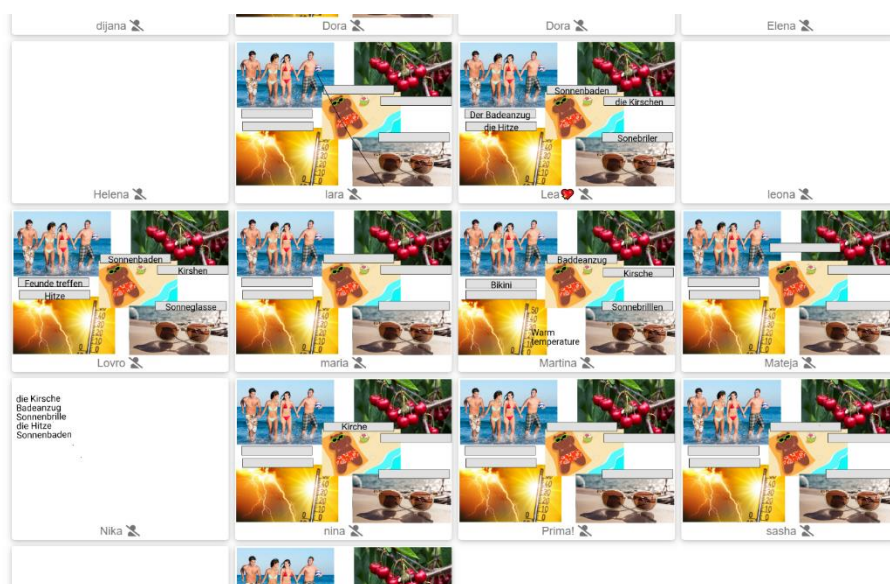 dijana
Dora
Dora
Elena
Helena
lara
Sonnenbaden
die Kirschen
Der Badeanzug
die Hitze
Sonebriler
Lea
leona
Sonnenbaden
Kirshen
Feunde treffen
Hitze
Sonneglasse
Lovro
maria
Baddeanzug
Kirsche
Bikini
Sonnebrilllen
Warm
temperature
Martina
Mateja
die Kirsche
Badeanzug
Sonnenbrille
die Hitze
Sonnenbaden
Nika
Kirche
nina
Prima!
sasha